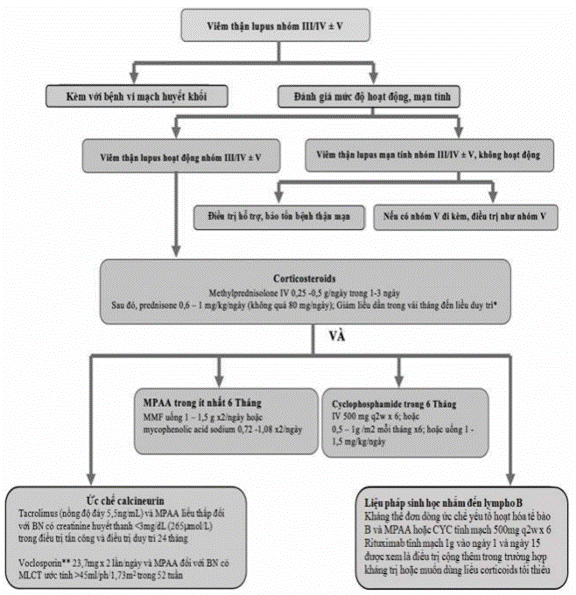 Viêm thận lupus nhóm III/IV ± V
Kèm với bệnh vi mạch huyết khối
Đánh giá mức độ hoạt động, mạn tính
Viêm thận lupus hoạt động nhóm III/IV ± V
Viêm thận lupus mạn tính nhóm III/IV ± V, không hoạt động
Điều trị hỗ trợ, bảo tồn bệnh thận mạn
Nếu có nhóm V đi kèm, điều trị như nhóm V
Corticosteroids
Methylprednisolone IV 0,25 -0,5 g/ngày trong 1-3 ngày
Sau đó, prednisone 0,6 – 1 mg/kg/ngày (không quá 80 mg/ngày); Giảm liều dần trong vài tháng đến liều duy trì*
VÀ
MPAA trong ít nhất 6 Tháng
MMF uống 1 – 1,5 g x2/ngày hoặc
mycophenolic acid sodium 0,72 -1,08 x2/ngày
Cyclophosphamide trong 6 Tháng
IV 500 mg q2w x 6; hoặc
0,5 – 1g /m2 mỗi tháng x6; hoặc uống 1 -
1,5 mg/kg/ngày
Ức chế calcineurin
Tacrolimus (nồng độ đáy 5,5ng/mL) và MPAA liều thấp đối
với BN có creatinine huyết thanh <3mg/dL (265µmol/L)
trong điều trị tấn công và điều trị duy trì 24 tháng
Voclosporin** 23,7mg x 2 lần/ngày và MPAA đối với BN có
MLCT ước tính >45ml/ph/1,73m² trong 52 tuần
Liệu pháp sinh học nhắm đến lympho B
Kháng thể đơn dòng ức chế yếu tố hoạt hóa tế bào
B và MPAA hoặc CYC tĩnh mạch 500mg q2w x 6
Rituximab tĩnh mạch 1g vào ngày 1 và ngày 15
được xem là điều trị cộng thêm trong trường hợp
kháng trị hoặc muốn dùng liều corticoids tối thiểu